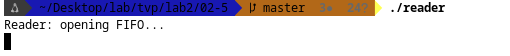 ~/Desktop/lab/tvp/lab2/02-5 master 3★ 24? ./reader
Reader: opening FIFO...